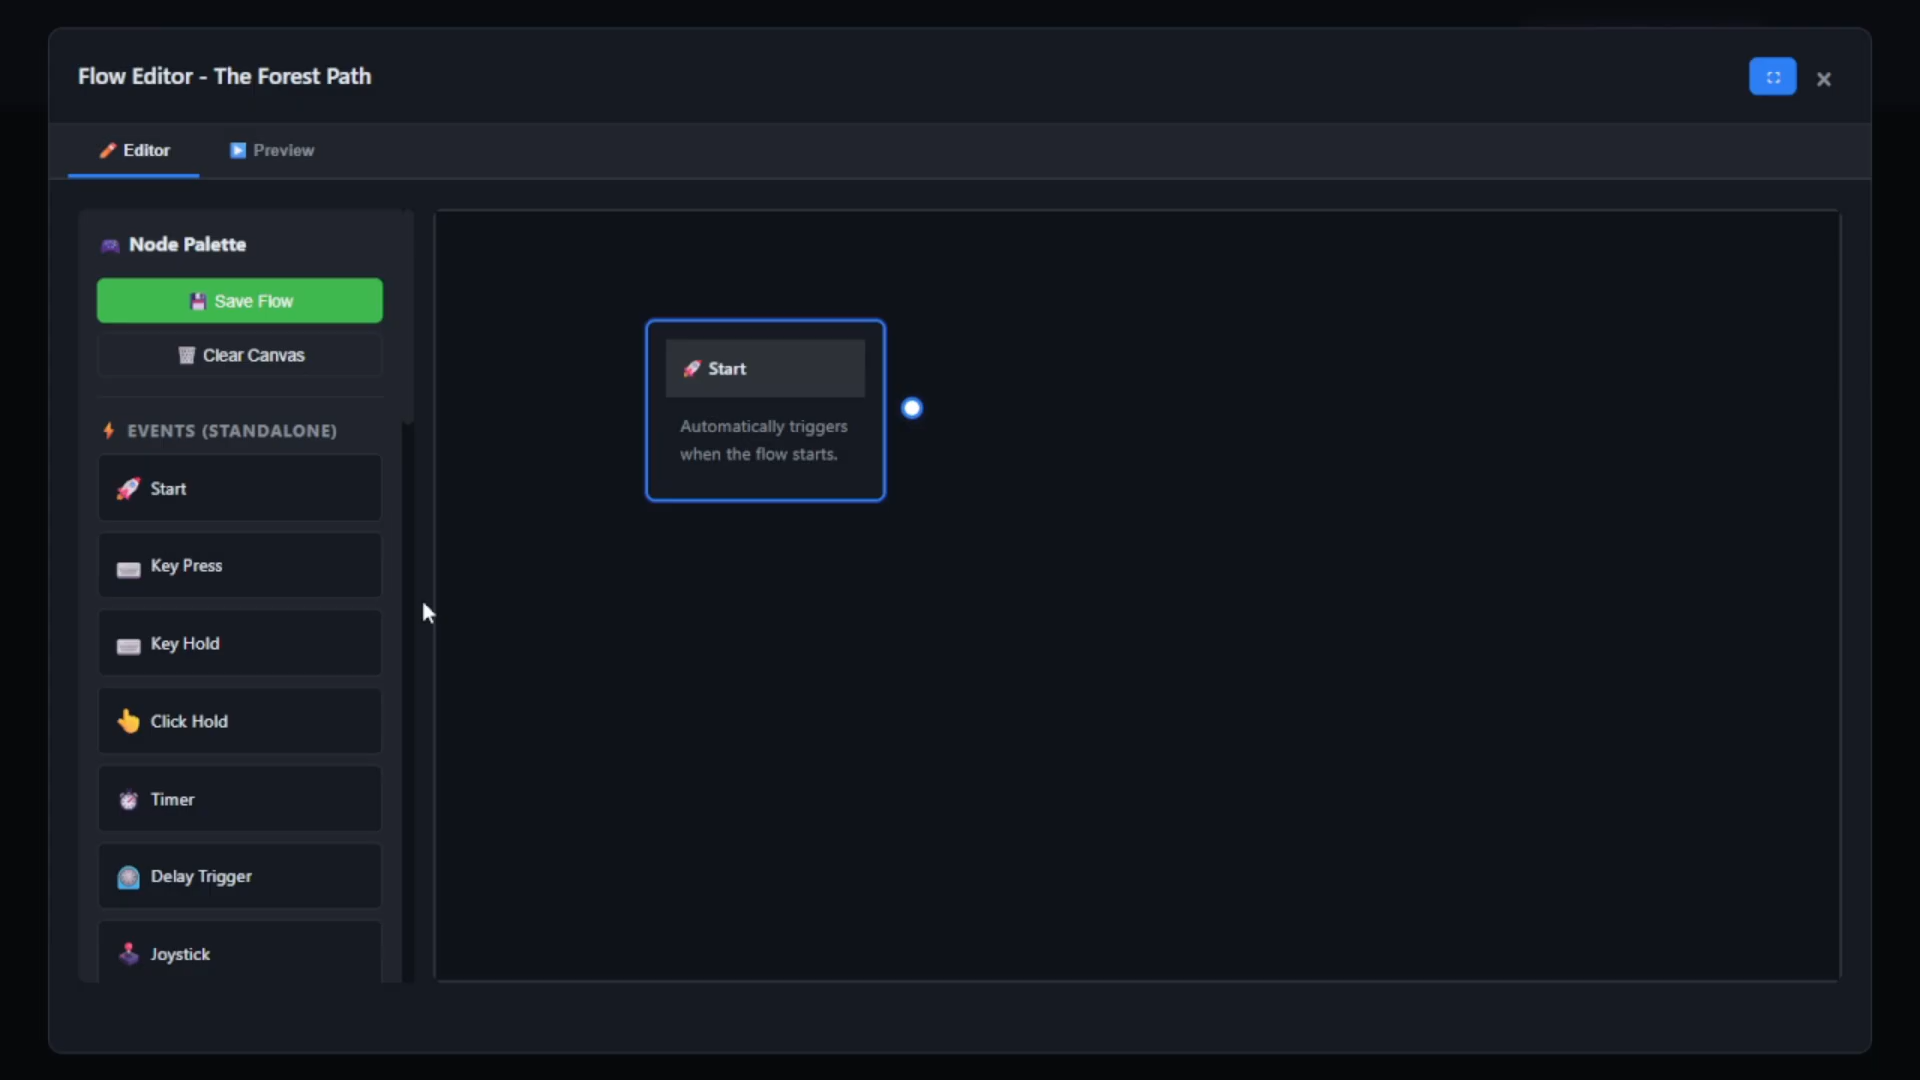 Flow Editor - The Forest Path
Editor
Preview
Node Palette
Save Flow
Clear Canvas
EVENTS (STANDALONE)
Start
Key Press
Key Hold
Click Hold
Timer
Delay Trigger
Joystick
Start
Automatically triggers
when the flow starts.